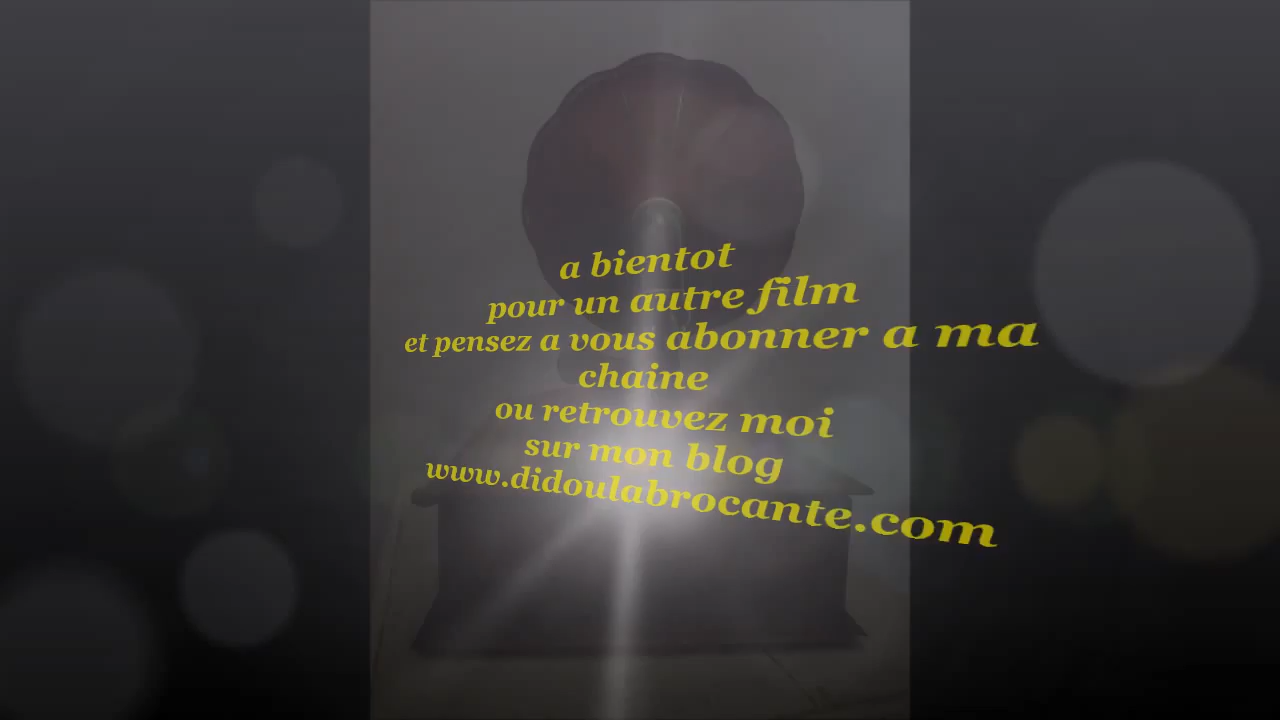 a bientot
pour un autre film
et pensez a vous abonner a ma
chaine
ou retrouvez moi
sur mon blog
www.didoulabrocante.com